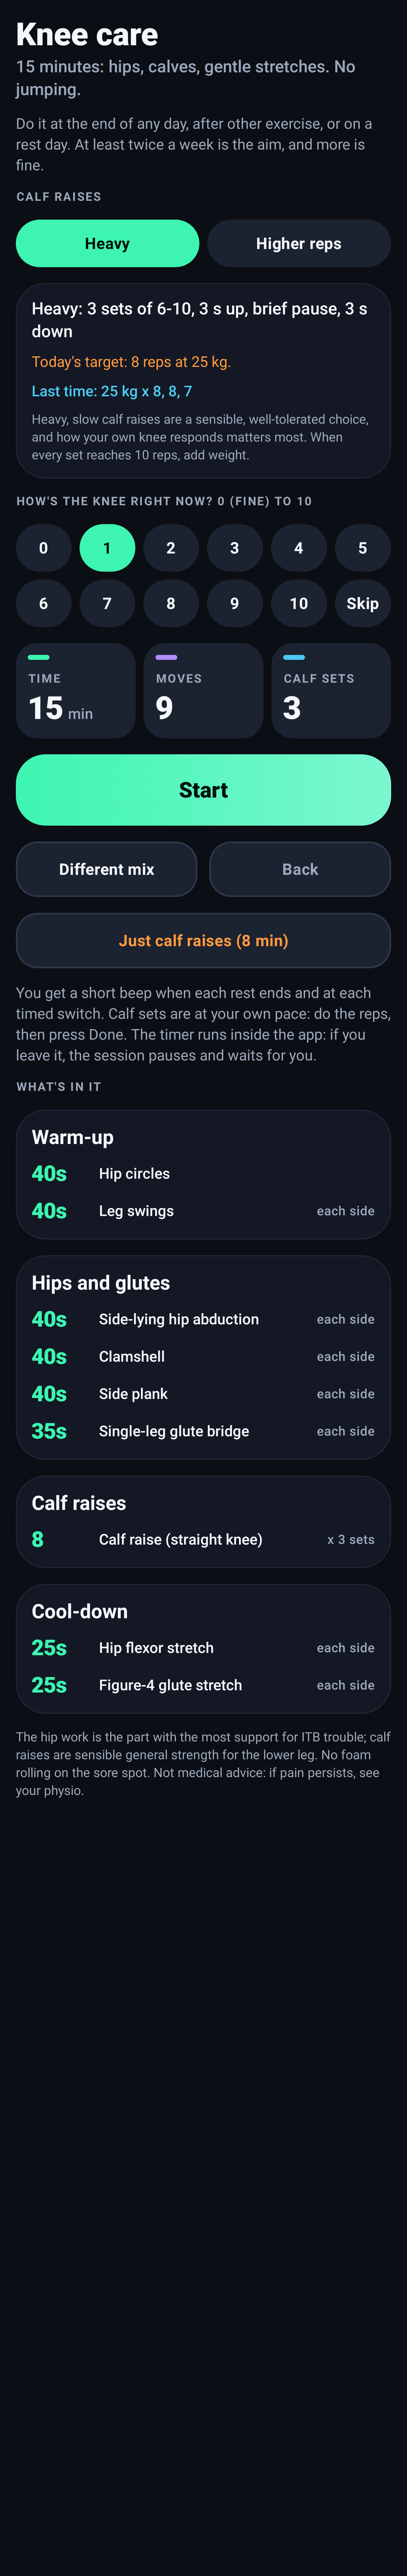 Knee care
15 minutes: hips, calves, gentle stretches. No
jumping.
Do it at the end of any day, after other exercise, or on a
rest day. At least twice a week is the aim, and more is
fine.
CALF RAISES
Heavy
Higher reps
Heavy: 3 sets of 6-10, 3 s up, brief pause, 3 s
down
Today's target: 8 reps at 25 kg.
Last time: 25 kg x 8, 8, 7
Heavy, slow calf raises are a sensible, well-tolerated choice,
and how your own knee responds matters most. When
every set reaches 10 reps, add weight.
HOW'S THE KNEE RIGHT NOW? 0 (FINE) TO 10
0 1 2 3 4 5
6 7 8 9 10 Skip
TIME
15 min
MOVES
9
CALF SETS
3
Start
Different mix
Back
Just calf raises (8 min)
You get a short beep when each rest ends and at each
timed switch. Calf sets are at your own pace: do the reps,
then press Done. The timer runs inside the app: if you
leave it, the session pauses and waits for you.
WHAT'S IN IT
Warm-up
40s Hip circles
40s Leg swings each side
Hips and glutes
40s Side-lying hip abduction each side
40s Clamshell each side
40s Side plank each side
35s Single-leg glute bridge each side
Calf raises
8 Calf raise (straight knee) x 3 sets
Cool-down
25s Hip flexor stretch each side
25s Figure-4 glute stretch each side
The hip work is the part with the most support for ITB trouble; calf
raises are sensible general strength for the lower leg. No foam
rolling on the sore spot. Not medical advice: if pain persists, see
your physio.